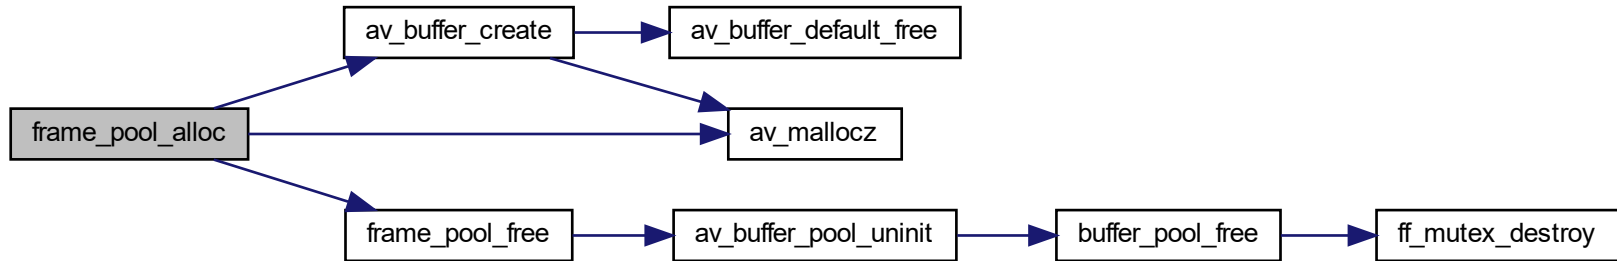 av_buffer_create
av_buffer_default_free
frame_pool_alloc
av_mallocz
frame_pool_free
av_buffer_pool_uninit
buffer_pool_free
ff_mutex_destroy